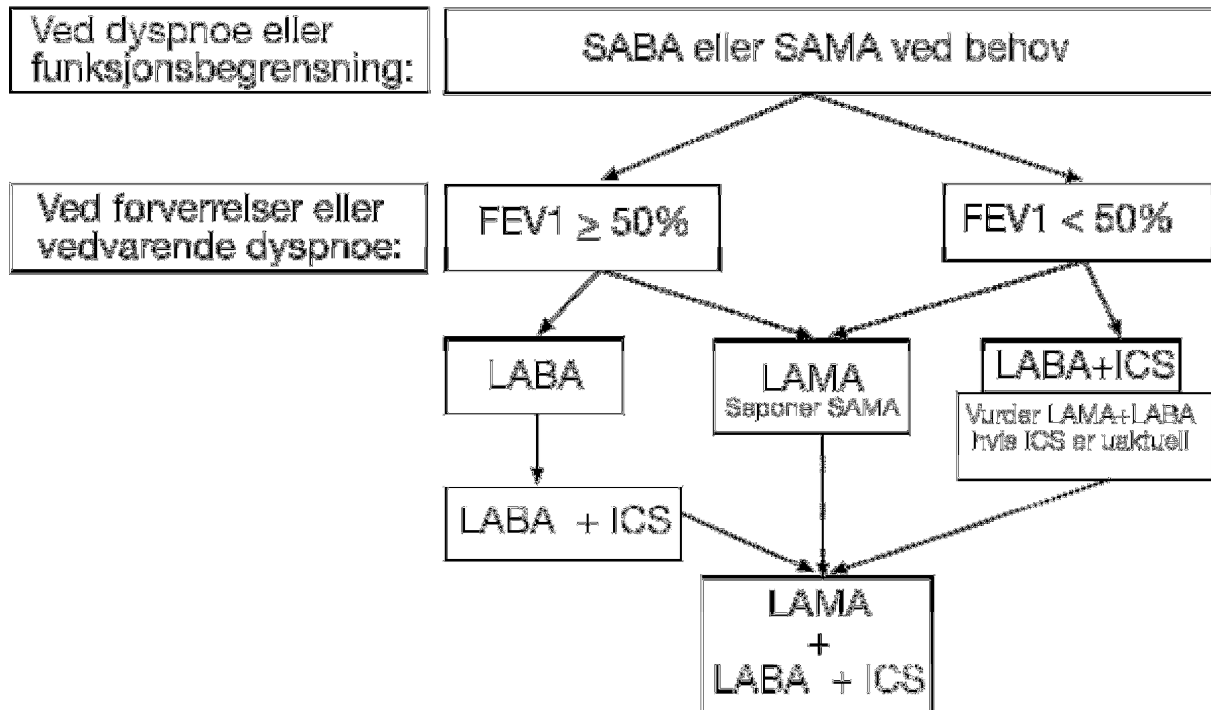 Ved dyspnoe eller
funksjonsbegrensning:
SABA eller SAMA ved behov
Ved forverrelser eller
vedvarende dyspnoe:
FEV1 ≥ 50%
FEV1 < 50%
LABA
LAMA
Seponer SAMA
LABA+ICS
Vurder LAMA+LABA
hvis ICS er uaktuell
LABA + ICS
LAMA
+
LABA + ICS